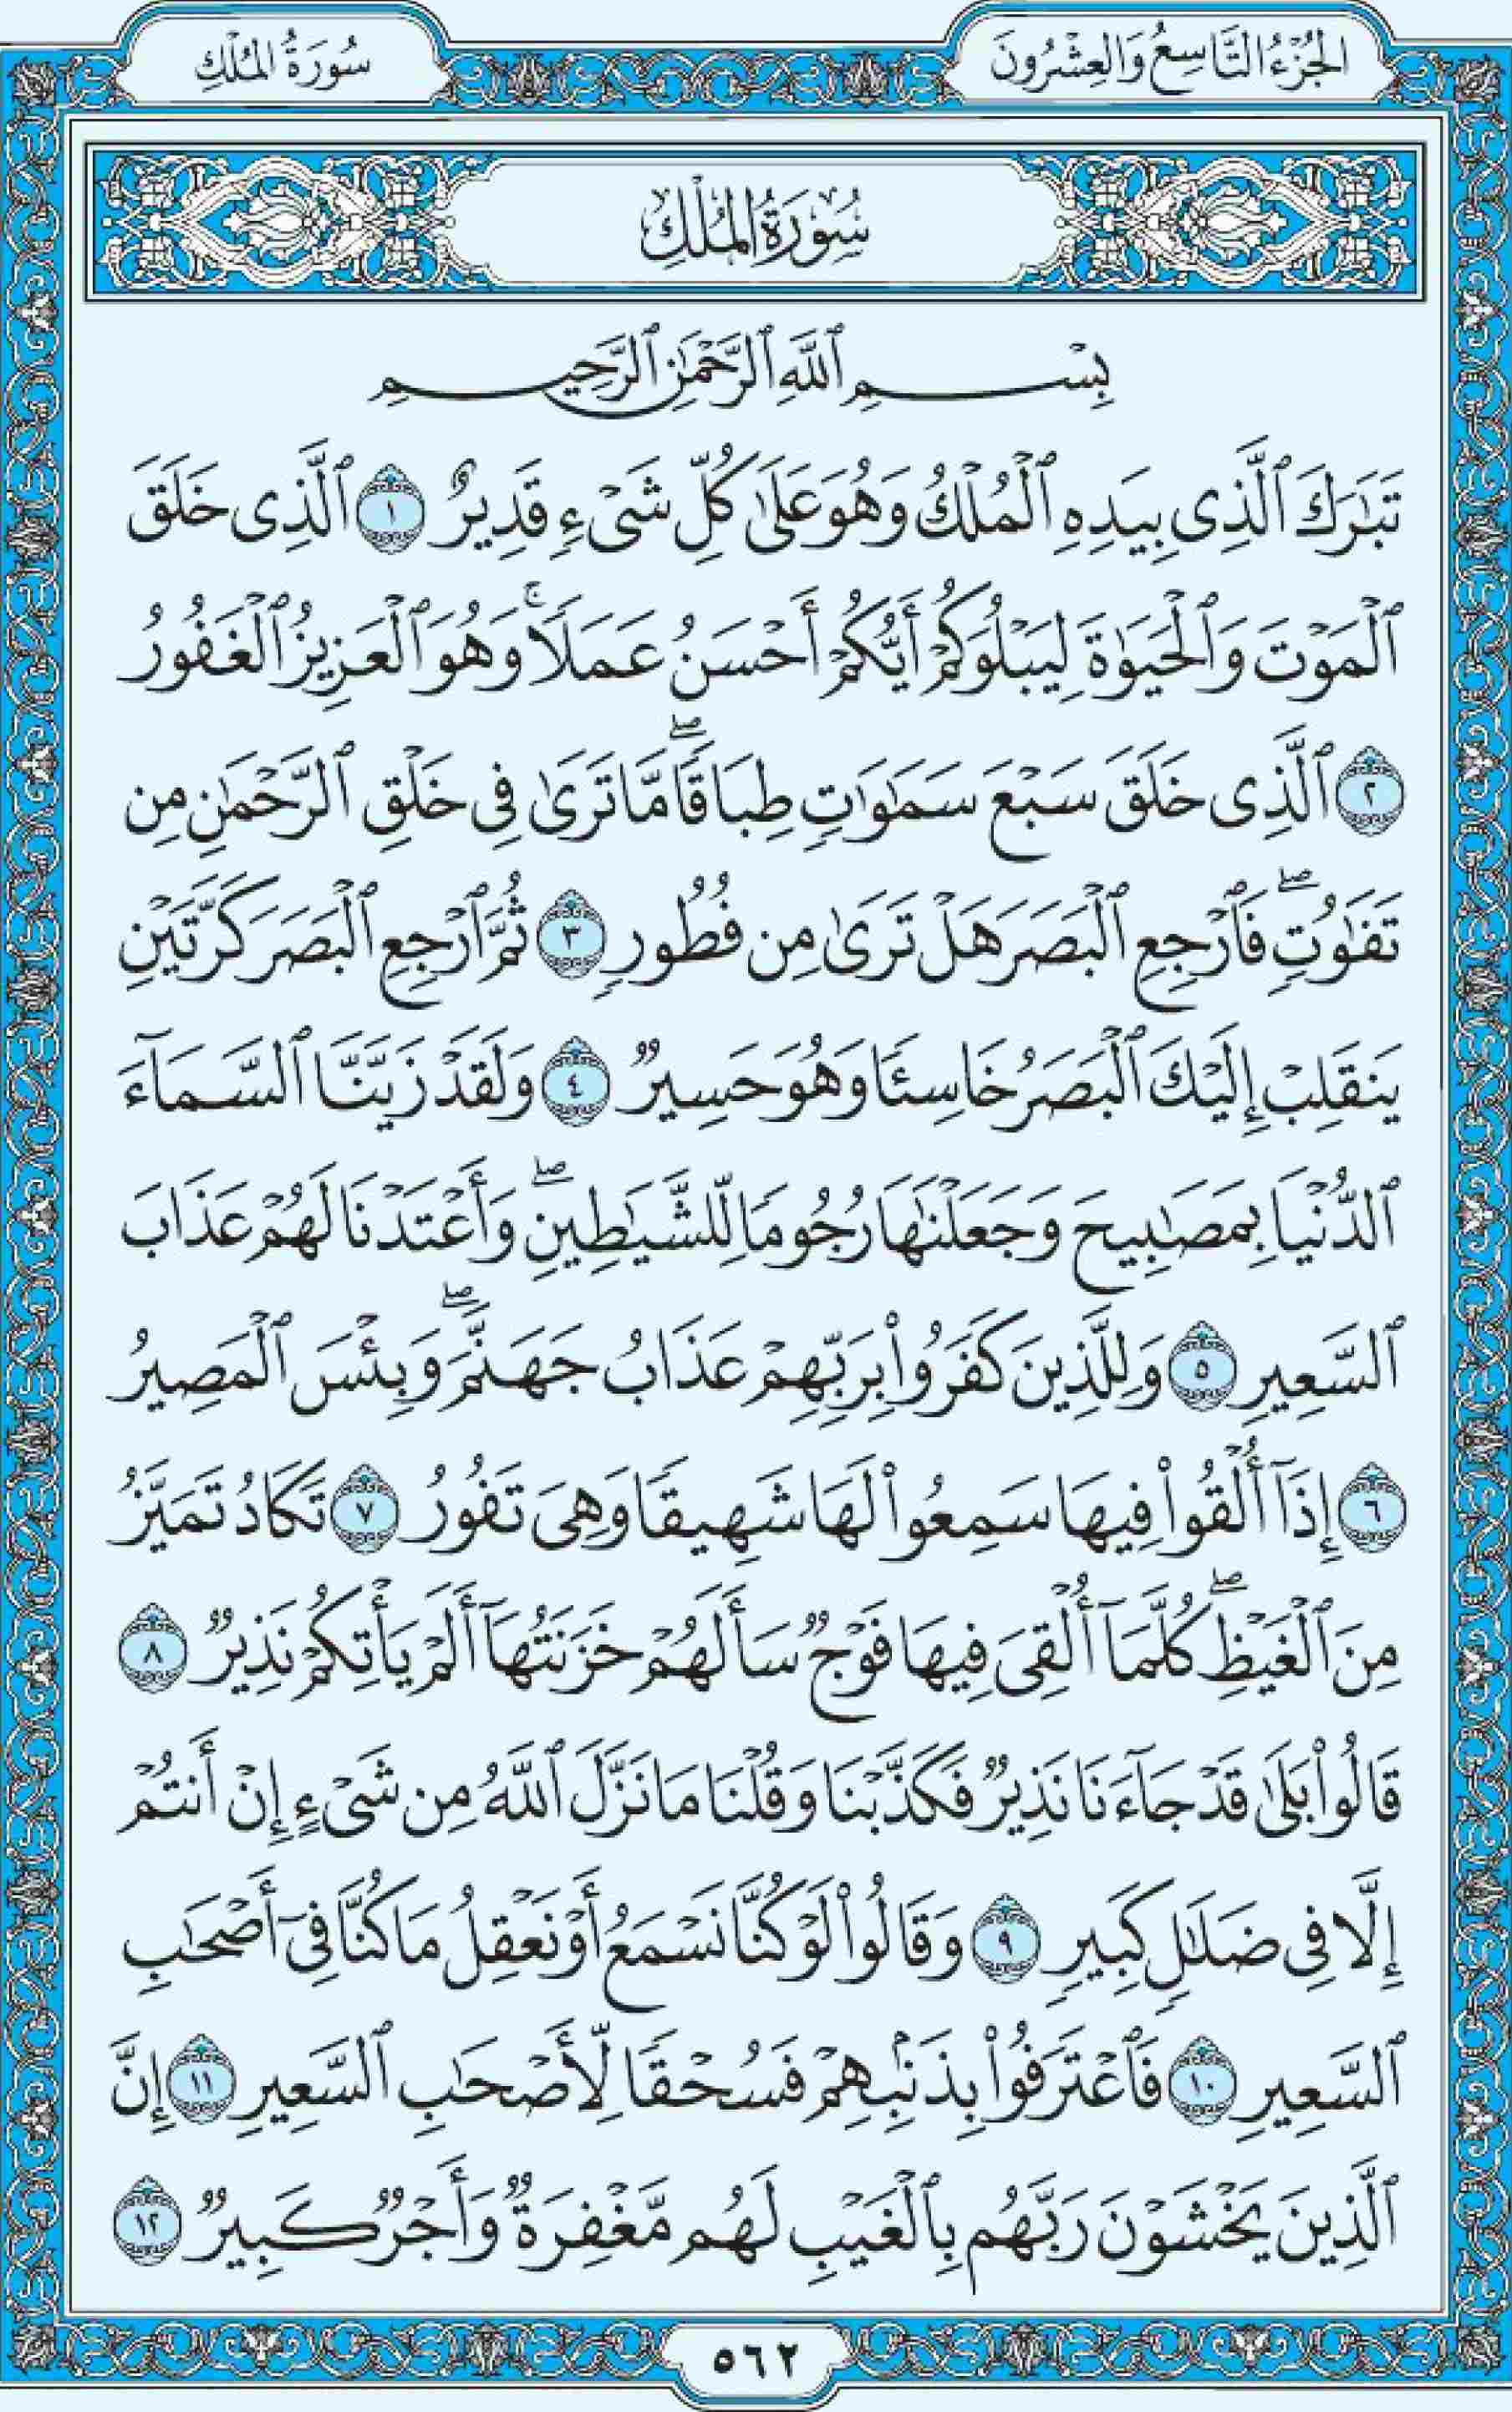 الجُزْءُ التَّاسِعُ وَالعِشْرُونَ
سُورَةُ المُلْكِ
سُورَةُ المُلْكِ
بِسْمِ ٱللَّهِ ٱلرَّحْمَٰنِ ٱلرَّحِيمِ
تَبَٰرَكَ ٱلَّذِى بِيَدِهِ ٱلْمُلْكُ وَهُوَ عَلَىٰ كُلِّ شَىْءٍ قَدِيرٌ ١ ٱلَّذِى خَلَقَ
ٱلْمَوْتَ وَٱلْحَيَوٰةَ لِيَبْلُوَكُمْ أَيُّكُمْ أَحْسَنُ عَمَلًا ۚ وَهُوَ ٱلْعَزِيزُ ٱلْغَفُورُ
٢ ٱلَّذِى خَلَقَ سَبْعَ سَمَٰوَٰتٍ طِبَاقًا ۖ مَّا تَرَىٰ فِى خَلْقِ ٱلرَّحْمَٰنِ مِن
تَفَٰوُتٍ ۖ فَٱرْجِعِ ٱلْبَصَرَ هَلْ تَرَىٰ مِن فُطُورٍ ٣ ثُمَّ ٱرْجِعِ ٱلْبَصَرَ كَرَّتَيْنِ
يَنقَلِبْ إِلَيْكَ ٱلْبَصَرُ خَاسِئًا وَهُوَ حَسِيرٌ ٤ وَلَقَدْ زَيَّنَّا ٱلسَّمَآءَ
ٱلدُّنْيَا بِمَصَٰبِيحَ وَجَعَلْنَٰهَا رُجُومًا لِّلشَّيَٰطِينِ ۖ وَأَعْتَدْنَا لَهُمْ عَذَابَ
ٱلسَّعِيرِ ٥ وَلِلَّذِينَ كَفَرُوا۟ بِرَبِّهِمْ عَذَابُ جَهَنَّمَ ۖ وَبِئْسَ ٱلْمَصِيرُ
٦ إِذَآ أُلْقُوا۟ فِيهَا سَمِعُوا۟ لَهَا شَهِيقًا وَهِىَ تَفُورُ ٧ تَكَادُ تَمَيَّزُ
مِنَ ٱلْغَيْظِ ۖ كُلَّمَآ أُلْقِىَ فِيهَا فَوْجٌ سَأَلَهُمْ خَزَنَتُهَآ أَلَمْ يَأْتِكُمْ نَذِيرٌ ٨
قَالُوا۟ بَلَىٰ قَدْ جَآءَنَا نَذِيرٌ فَكَذَّبْنَا وَقُلْنَا مَا نَزَّلَ ٱللَّهُ مِن شَىْءٍ إِنْ أَنتُمْ
إِلَّا فِى ضَلَٰلٍ كَبِيرٍ ٩ وَقَالُوا۟ لَوْ كُنَّا نَسْمَعُ أَوْ نَعْقِلُ مَا كُنَّا فِىٓ أَصْحَٰبِ
ٱلسَّعِيرِ ١٠ فَٱعْتَرَفُوا۟ بِذَنۢبِهِمْ فَسُحْقًا لِّأَصْحَٰبِ ٱلسَّعِيرِ ١١ إِنَّ
ٱلَّذِينَ يَخْشَوْنَ رَبَّهُم بِٱلْغَيْبِ لَهُم مَّغْفِرَةٌ وَأَجْرٌ كَبِيرٌ ١٢
٥٦٢